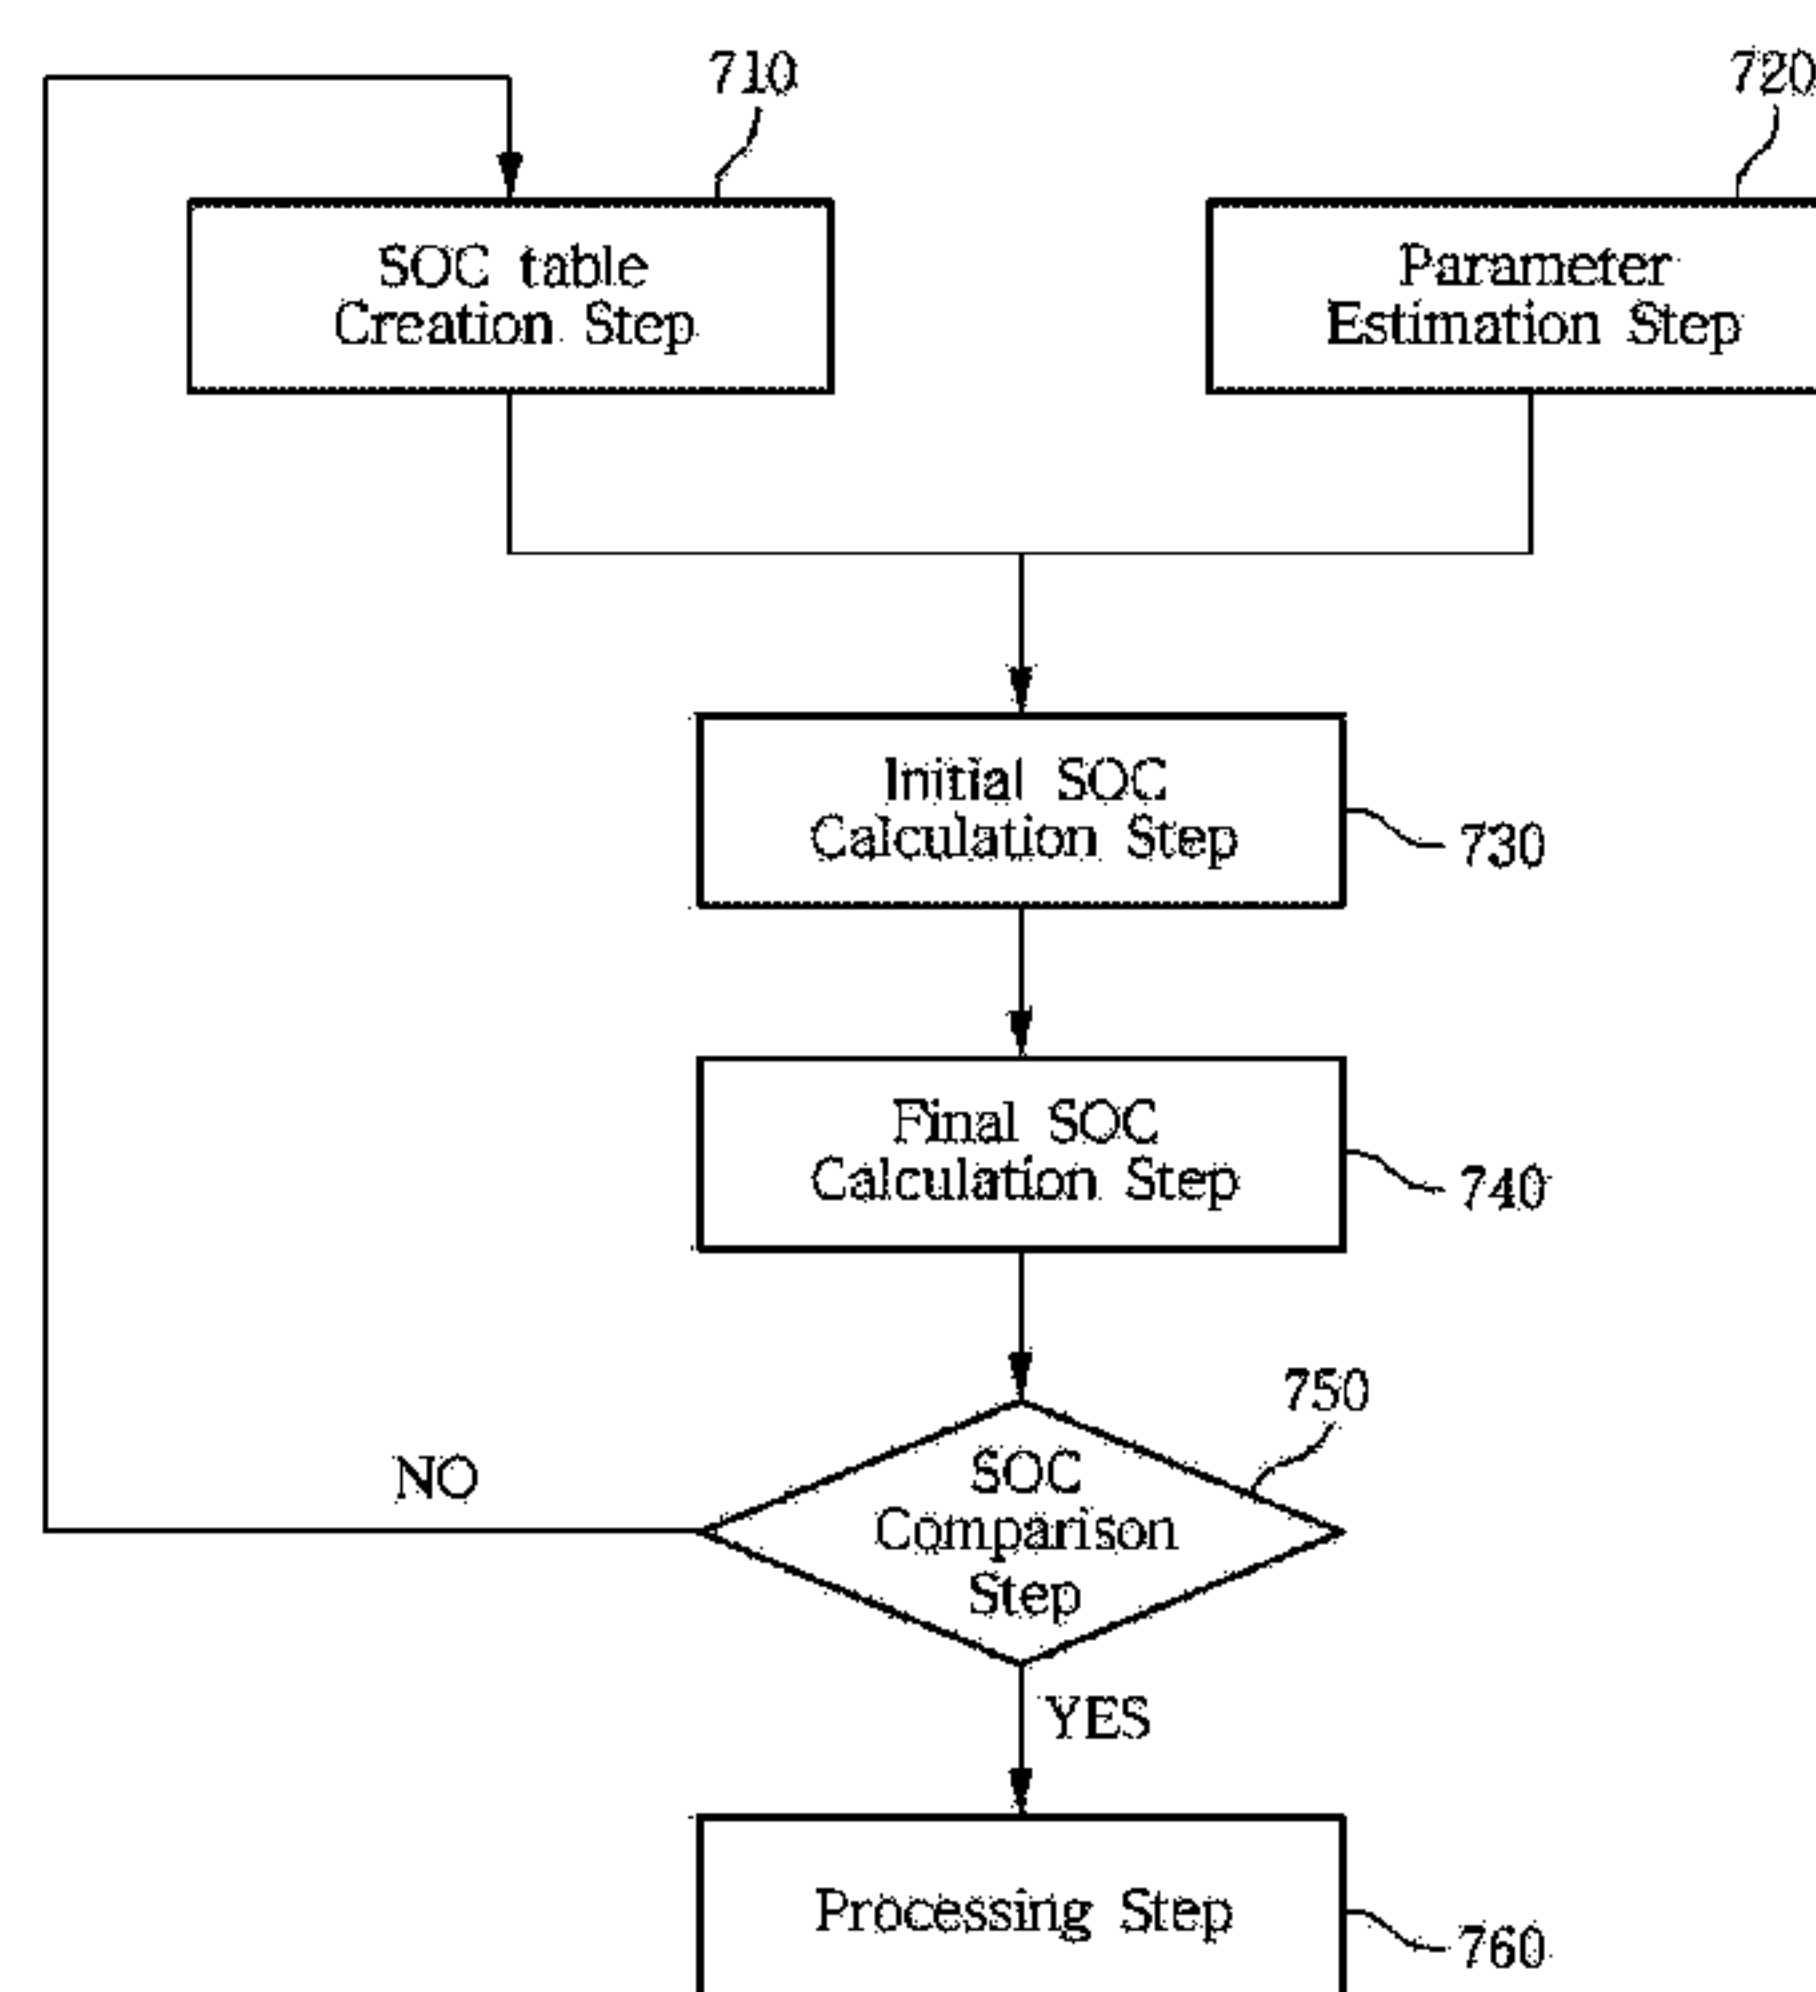 710
720
SOC table
Creation Step
Parameter
Estimation Step
Initial SOC
Calculation Step
730
Final SOC
Calculation Step
740
750
SOC
Comparison
Step
NO
YES
Processing Step
760